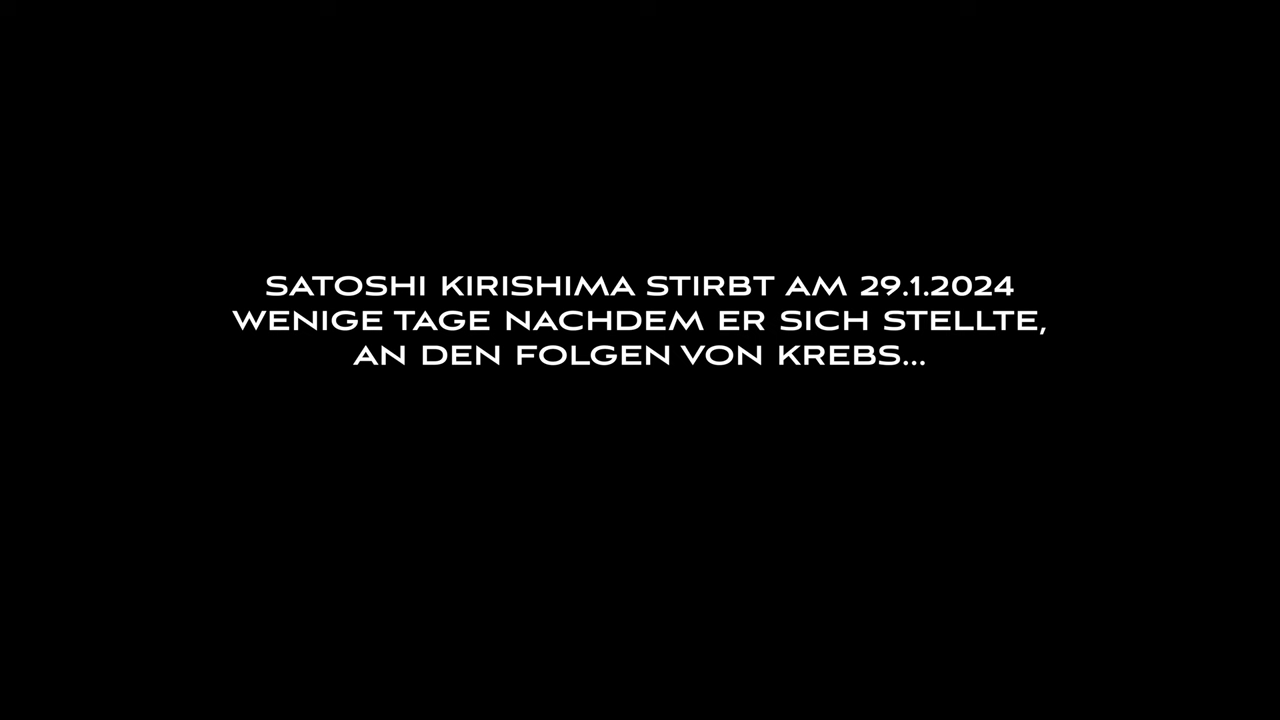 SATOSHI KIRISHIMA STIRBT AM 29.1.2024
WENIGE TAGE NACHDEM ER SICH STELLTE,
AN DEN FOLGEN VON KREBS...